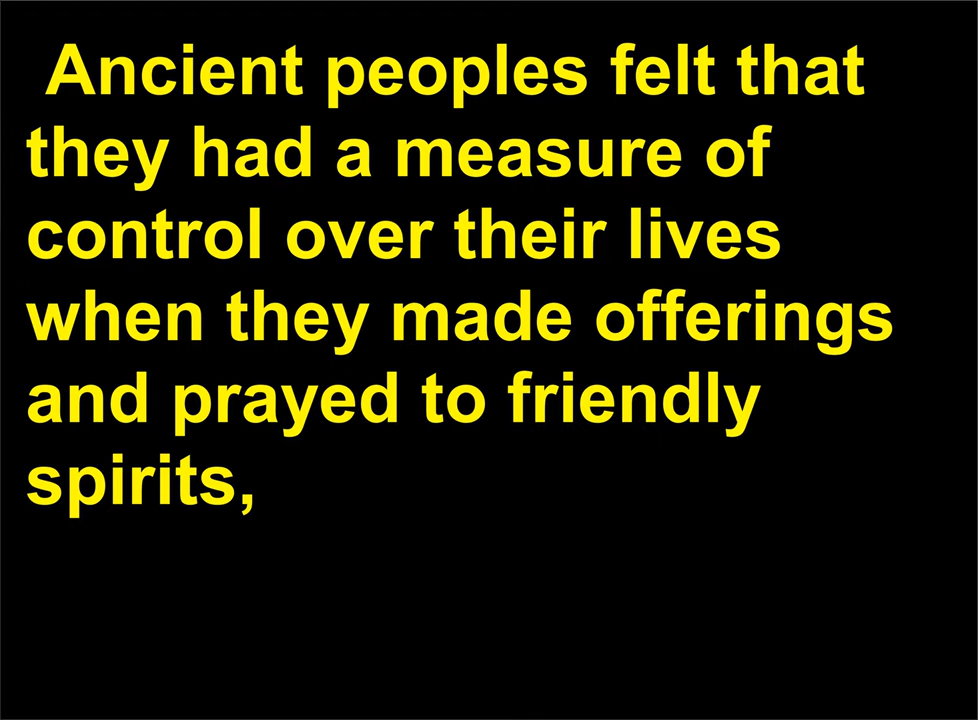 Ancient peoples felt that
they had a measure of
control over their lives
when they made offerings
and prayed to friendly
spirits,